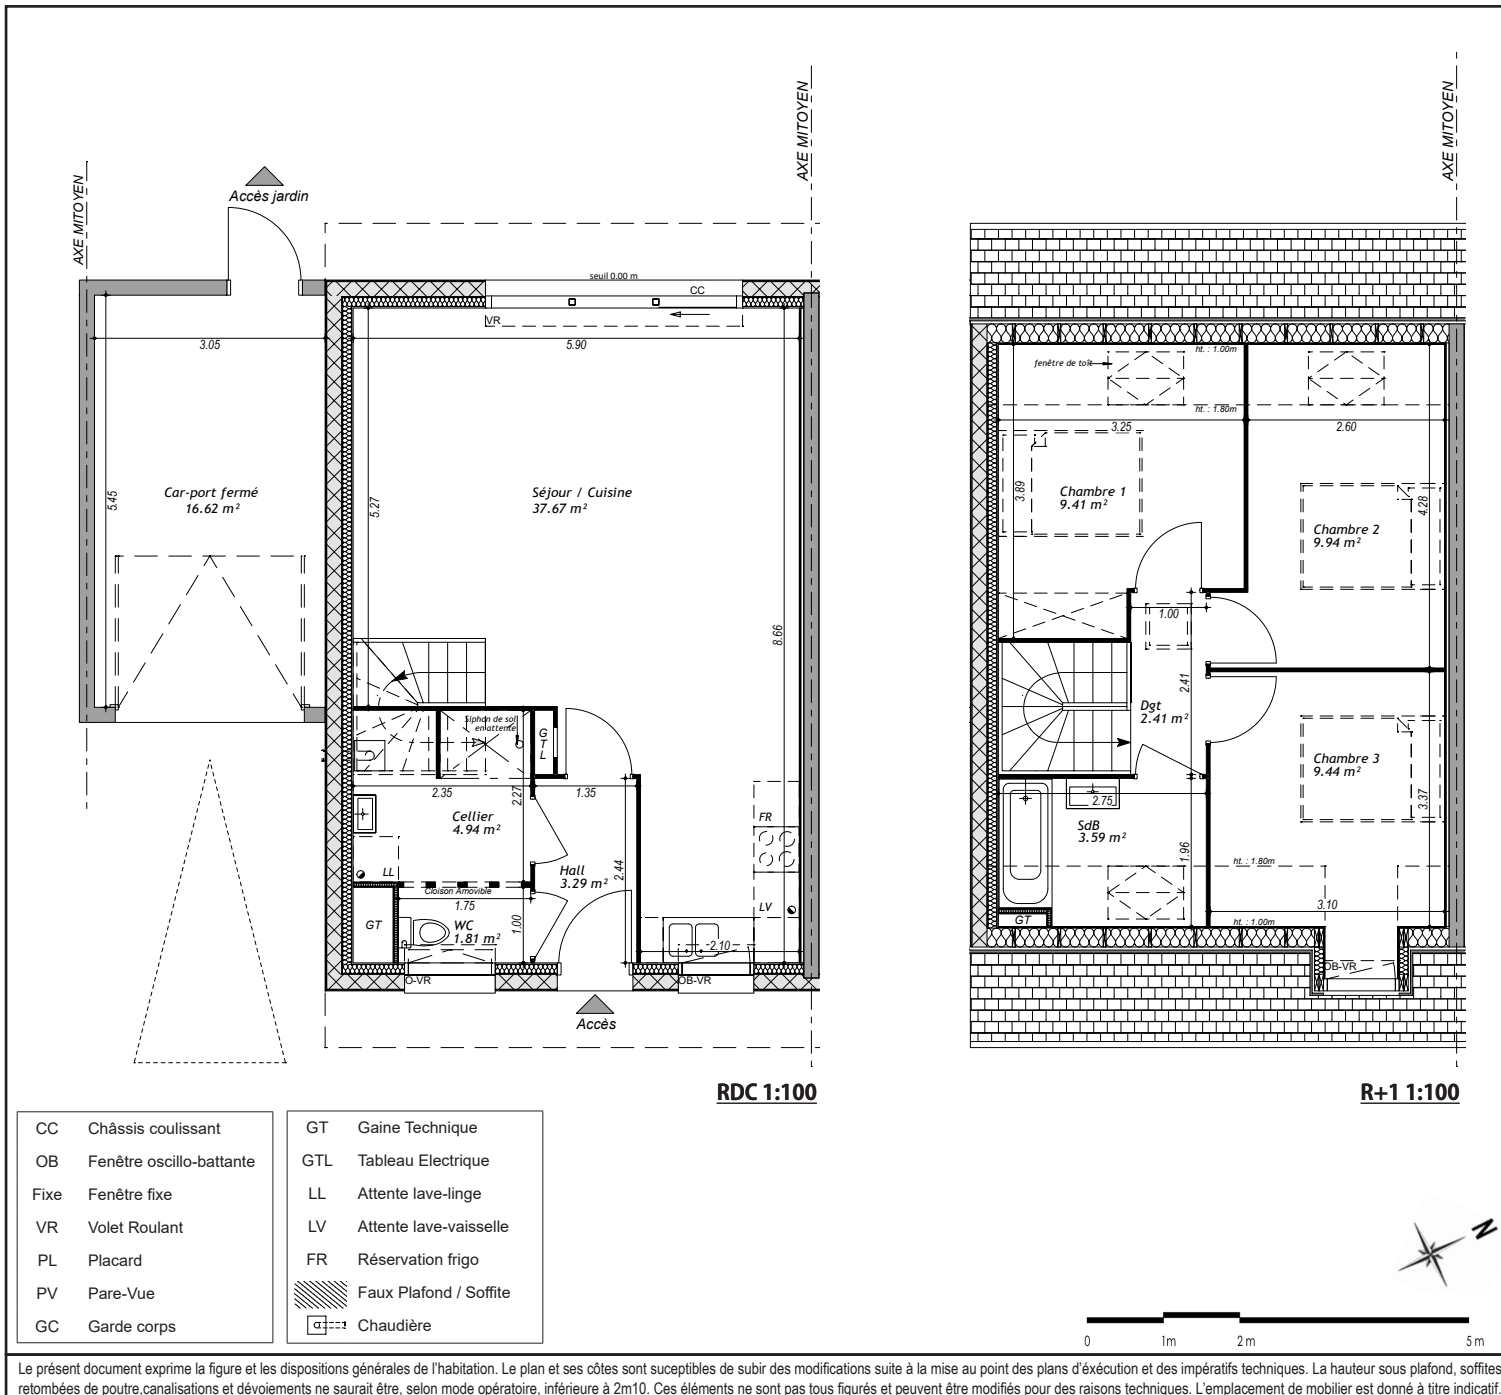 AXE MITOYEN
AXE MITOYEN
AXE MITOYEN
Accès jardin
seuil 0.00 m
CC
VR
3.05
5.90
5.45
5.27
Car-port fermé
16.62 m²
Séjour / Cuisine
37.67 m²
8.66
Siphon de sol
en attente
G
T
L
2.35
2.27
1.35
Cellier
4.94 m²
FR
LL
Hall
3.29 m²
2.44
Cloison Amovible
1.75
GT
WC
1.81 m²
1.00
LV
2.10
O-VR
OB-VR
Accès
RDC 1:100
ht. : 1.00m
fenêtre de toit
ht. : 1.80m
3.25
2.60
3.89
Chambre 1
9.41 m²
4.28
Chambre 2
9.94 m²
1.00
2.41
Dgt
2.41 m²
Chambre 3
9.44 m²
2.75
3.37
SdB
3.59 m²
1.96
ht. : 1.80m
3.10
GT
ht. : 1.00m
OB-VR
R+1 1:100
CC Châssis coulissant
OB Fenêtre oscillo-battante
Fixe Fenêtre fixe
VR Volet Roulant
PL Placard
PV Pare-Vue
GC Garde corps
GT Gaine Technique
GTL Tableau Electrique
LL Attente lave-linge
LV Attente lave-vaisselle
FR Réservation frigo
Faux Plafond / Soffite
Chaudière
N
0 1m 2 m 5 m
Le présent document exprime la figure et les dispositions générales de l'habitation. Le plan et ses côtes sont suceptibles de subir des modifications suite à la mise au point des plans d'éxécution et des impératifs techniques. La hauteur sous plafond, soffites
retombées de poutre,canalisations et dévoiements ne saurait être, selon mode opératoire, inférieure à 2m10. Ces éléments ne sont pas tous figurés et peuvent être modifiés pour des raisons techniques. L'emplacement de mobilier est donné à titre indicatif